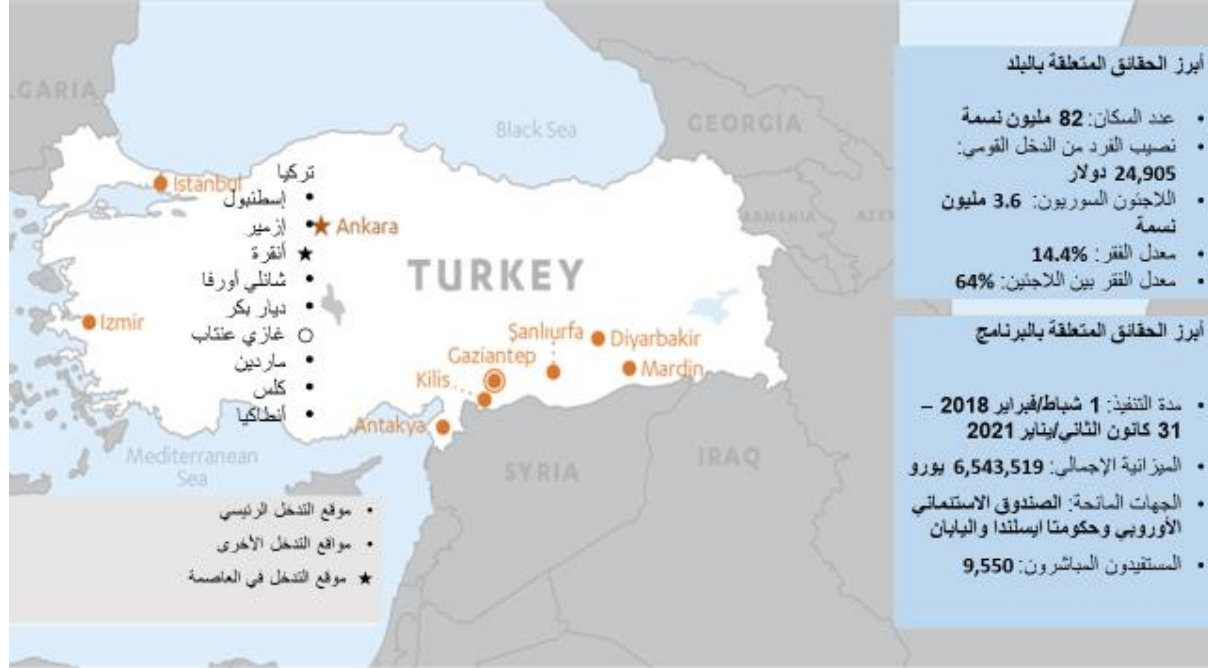 أبرز الحقائق المتعلقة بالبلد
• عدد السكان: 82 مليون نسمة
• نصيب الفرد من الدخل القومي:
24,905 دولار
• اللاجئون السوريون: 3.6 مليون
نسمة
• معدل الفقر: 14.4%
• معدل الفقر بين اللاجئين: 64%
أبرز الحقائق المتعلقة بالبرنامج
• مدة التنفيذ: 1 شباط/فبراير 2018 –
31 كانون الثاني/يناير 2021
• الميزانية الإجمالية: 6,543,519 يورو
• الجهات المانحة: الصندوق الاستئماني
الأوروبي وحكومتا ايسلندا واليابان
• المستفيدون المباشرون: 9,550
LGARIA
Black Sea
GEORGIA
ARMENIA
AZE
Istanbul
Ankara
TURKEY
Izmir
Şanlıurfa
Diyarbakir
Gaziantep
Mardin
Kilis
Antakya
Mediterranean
Sea
SYRIA
IRAQ
تركيا
• إسطنبول
• إزمير
★ أنقرة
• شانلي أورفا
• ديار بكر
○ غازي عنتاب
• ماردين
• كلس
• أنطاكيا
• موقع التدخل الرئيسي
• مواقع التدخل الأخرى
★ موقع التدخل في العاصمة